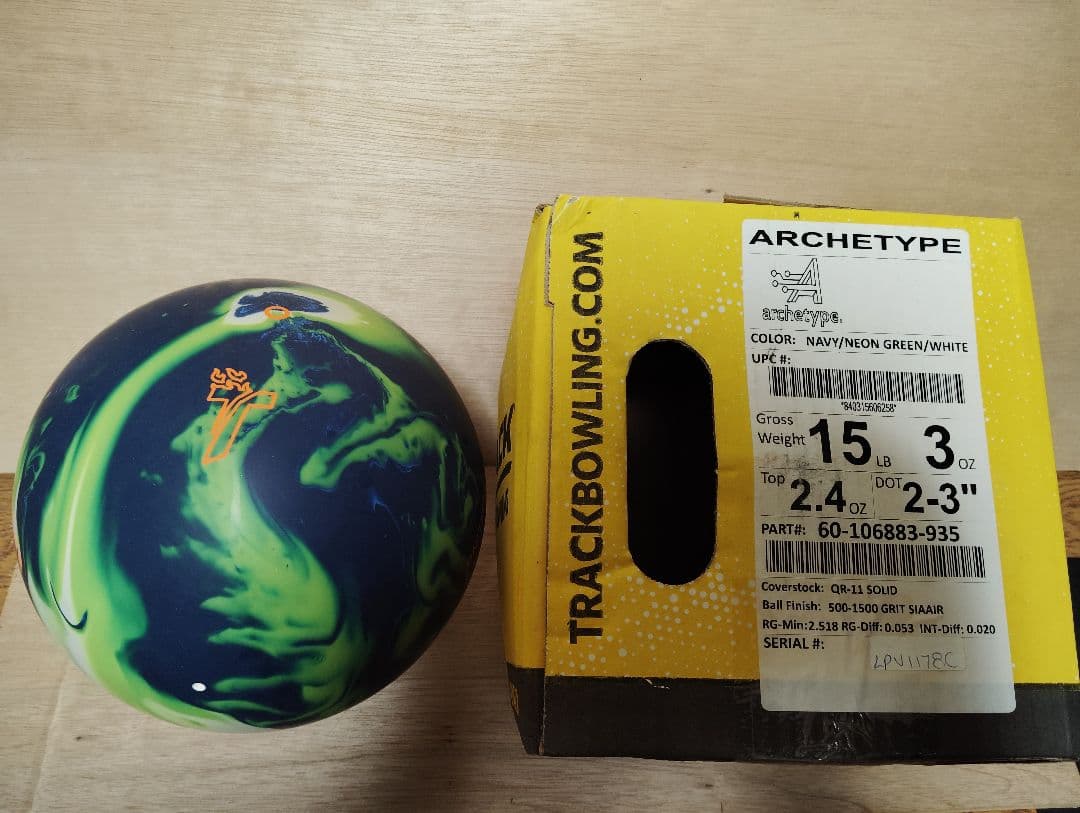 TRACKBOWLING.COM
ARCHETYPE
archetype.
COLOR: NAVY/NEON GREEN/WHITE
UPC #:
*840315606258*
Gross Weight 15 LB 3 OZ
Top 2.4 OZ DOT 2-3"
PART#: 60-106883-935
Coverstock: QR-11 SOLID
Ball Finish: 500-1500 GRIT SIAAIR
RG-Min:2.518 RG-Diff: 0.053 INT-Diff: 0.020
SERIAL #: